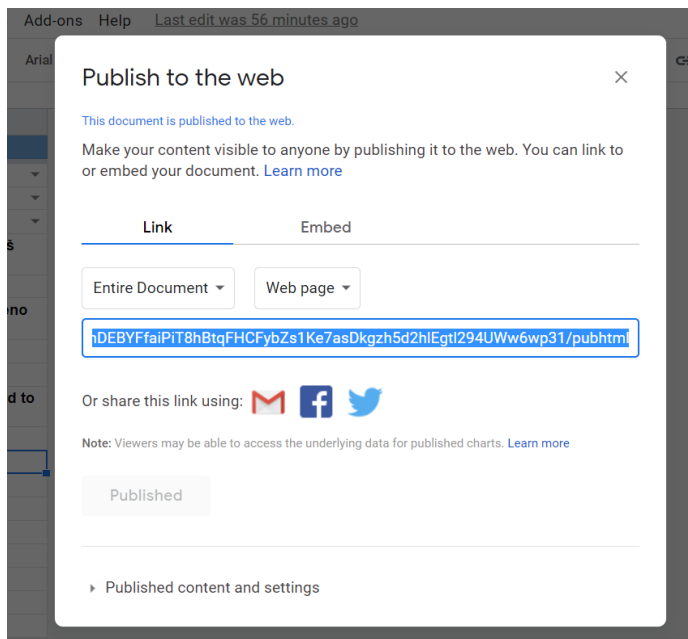 Add-ons Help Last edit was 56 minutes ago
Arial
Publish to the web
This document is published to the web.
Make your content visible to anyone by publishing it to the web. You can link to
or embed your document. Learn more
Link Embed
š
Entire Document Web page
no
DEBYFfaiPiT8hBtqFHCFybZs1Ke7asDkgzh5d2hlEgtl294UWw6wp31/pubhtml
d to
Or share this link using:
Note: Viewers may be able to access the underlying data for published charts. Learn more
Published
Published content and settings